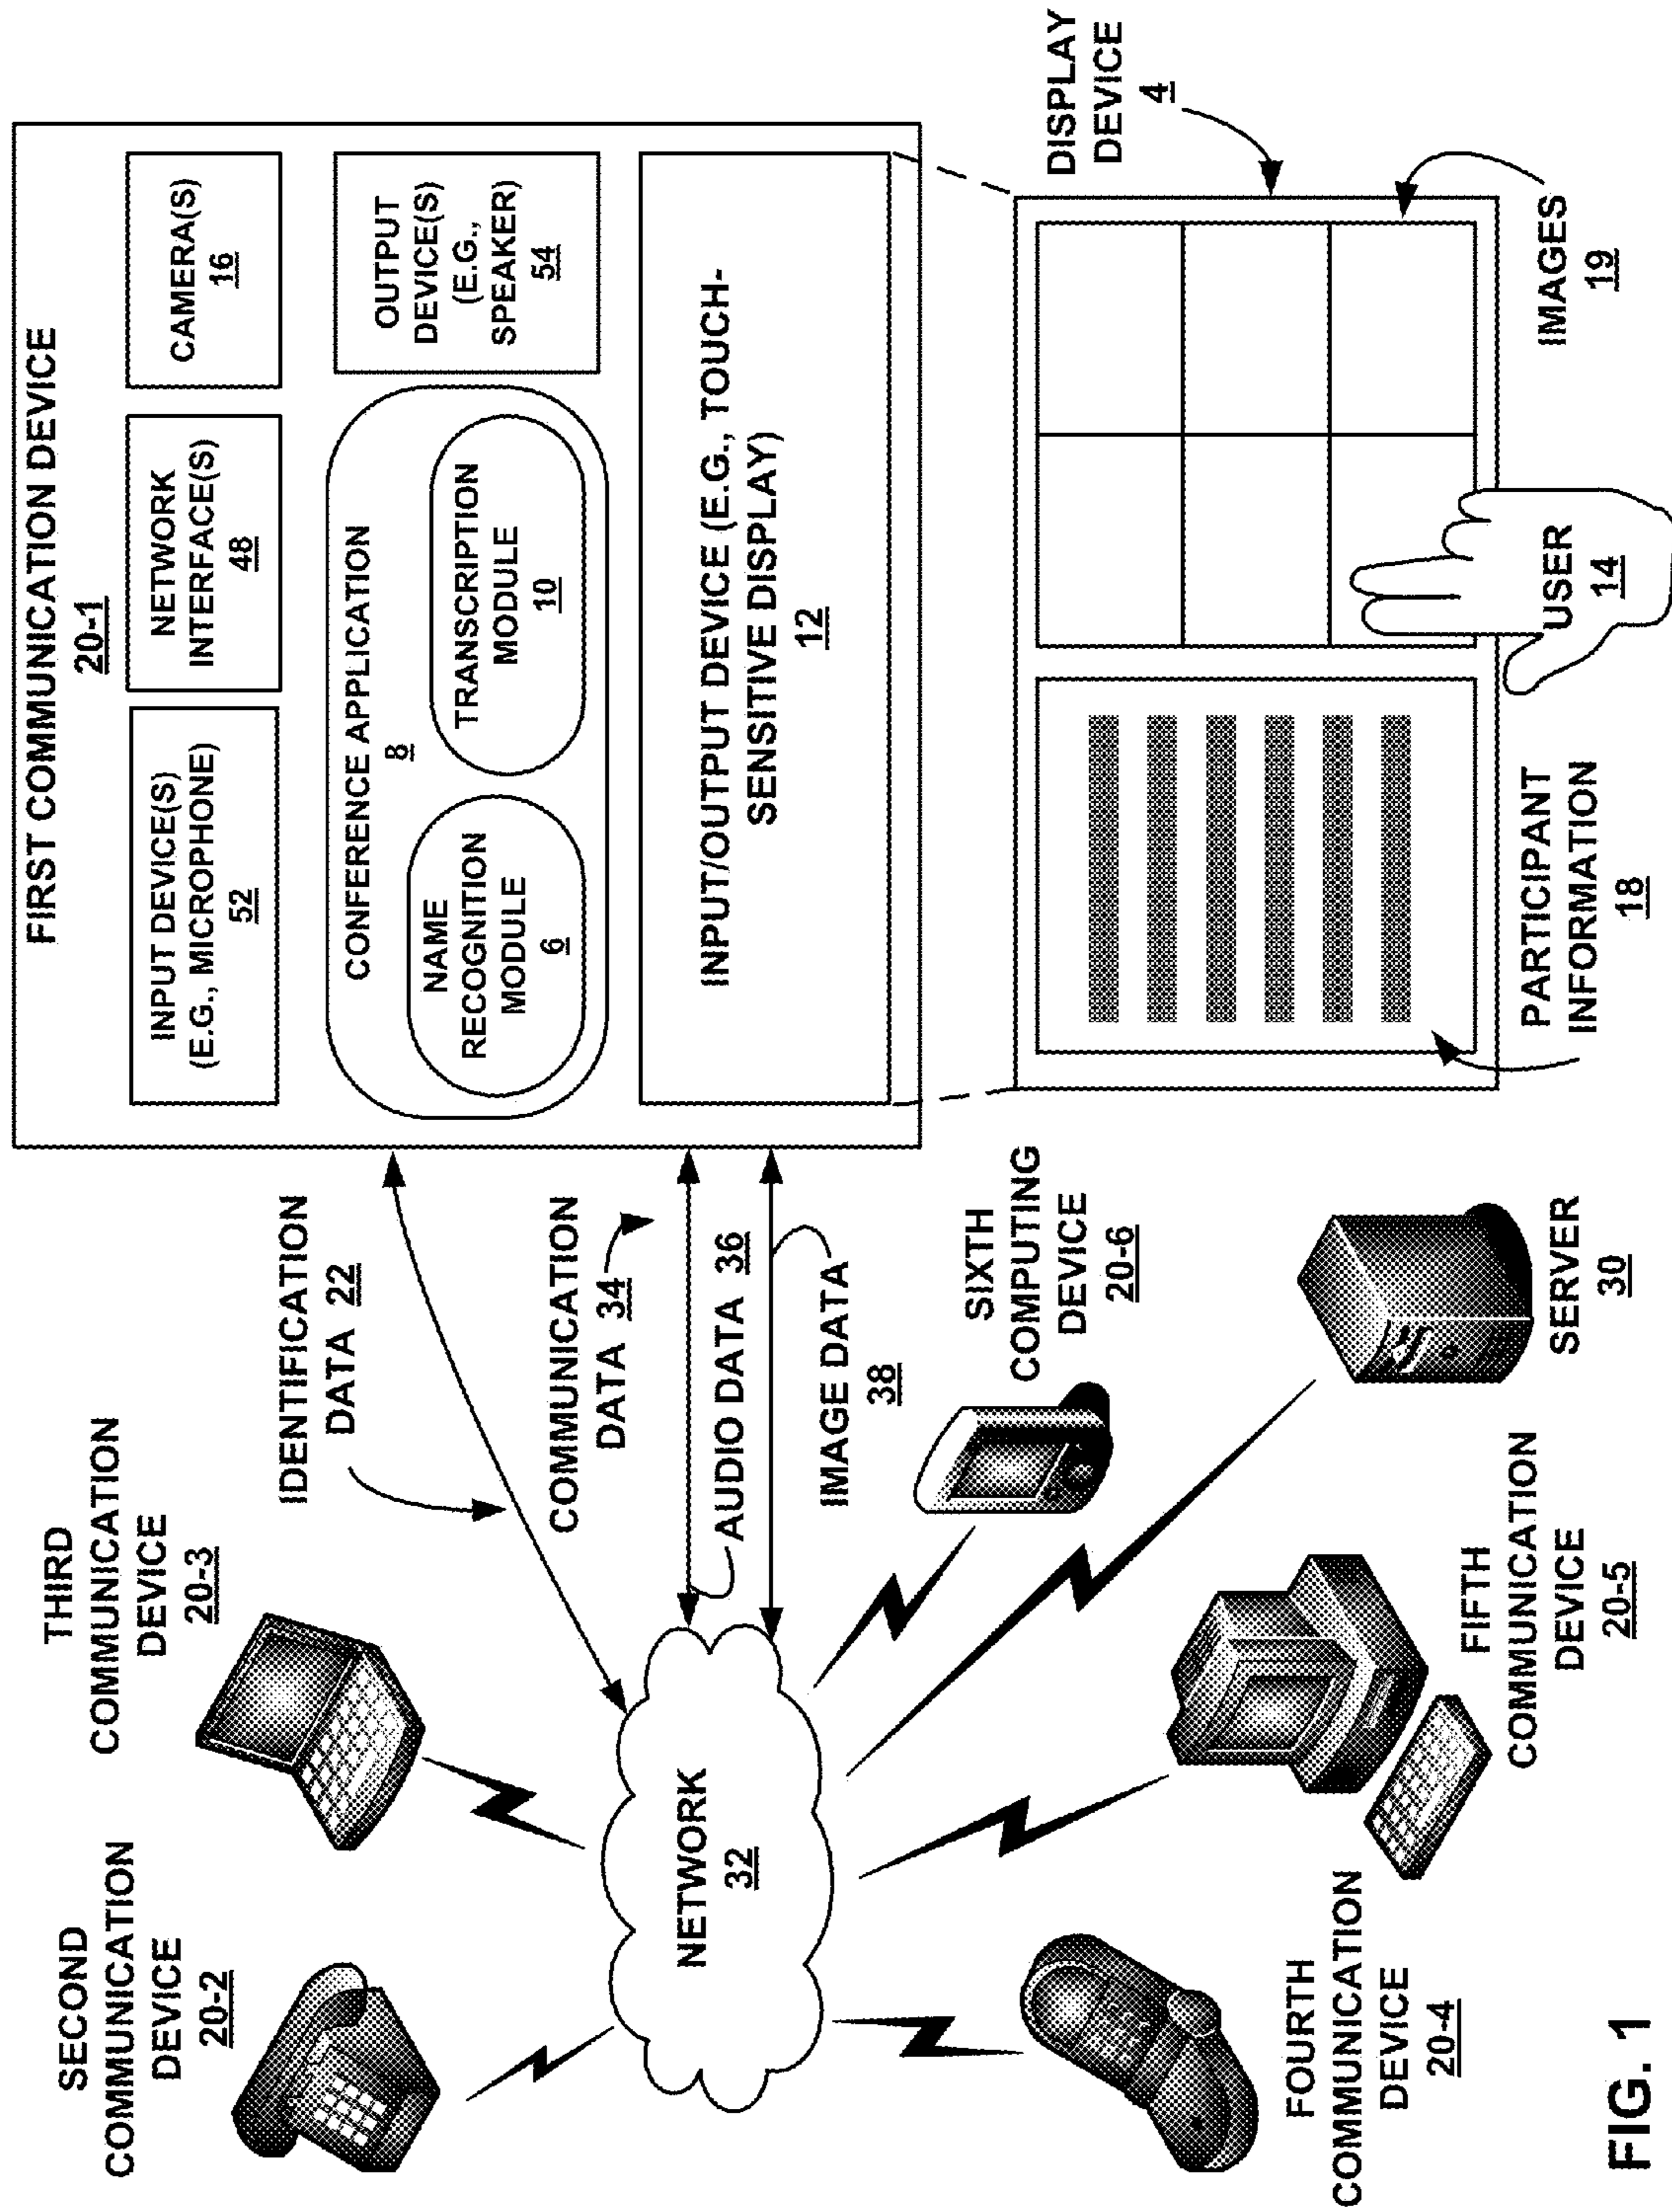 SECOND
COMMUNICATION
DEVICE
20-2
THIRD
COMMUNICATION
DEVICE
20-3
IDENTIFICATION
DATA 22
COMMUNICATION
DATA 34
AUDIO DATA 36
IMAGE DATA
38
NETWORK
32
FOURTH
COMMUNICATION
DEVICE
20-4
FIFTH
COMMUNICATION
DEVICE
20-5
SIXTH
COMPUTING
DEVICE
20-6
SERVER
30
FIRST COMMUNICATION DEVICE
20-1
INPUT DEVICE(S)
(E.G., MICROPHONE)
52
NETWORK
INTERFACE(S)
48
CAMERA(S)
16
CONFERENCE APPLICATION
8
NAME
RECOGNITION
MODULE
6
TRANSCRIPTION
MODULE
10
OUTPUT
DEVICE(S)
(E.G.,
SPEAKER)
54
INPUT/OUTPUT DEVICE (E.G., TOUCH-
SENSITIVE DISPLAY)
12
DISPLAY
DEVICE
4
PARTICIPANT
INFORMATION
18
USER
14
IMAGES
19
FIG. 1